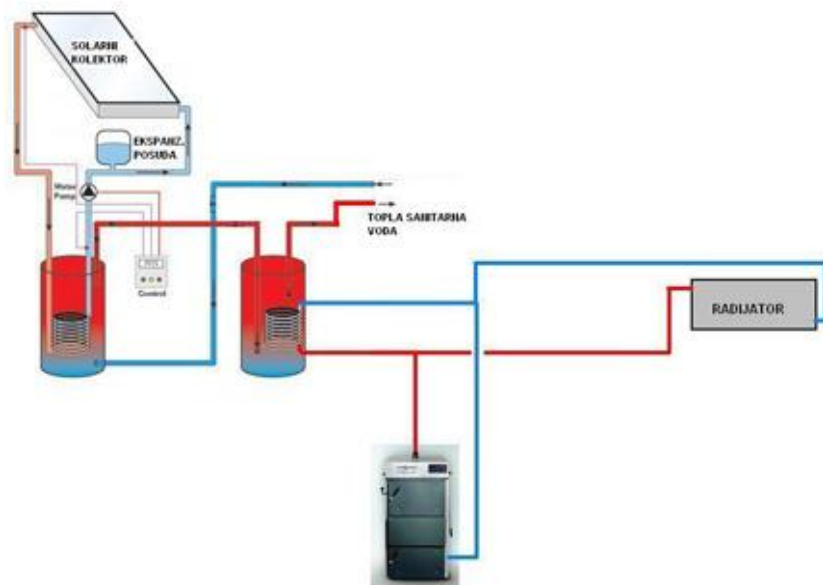 SOLARNI
KOLEKTOR
EKSPANZ.
POSUDA
Water
Pump
TOPLA SANITARNA
VODA
Control
RADIJATOR